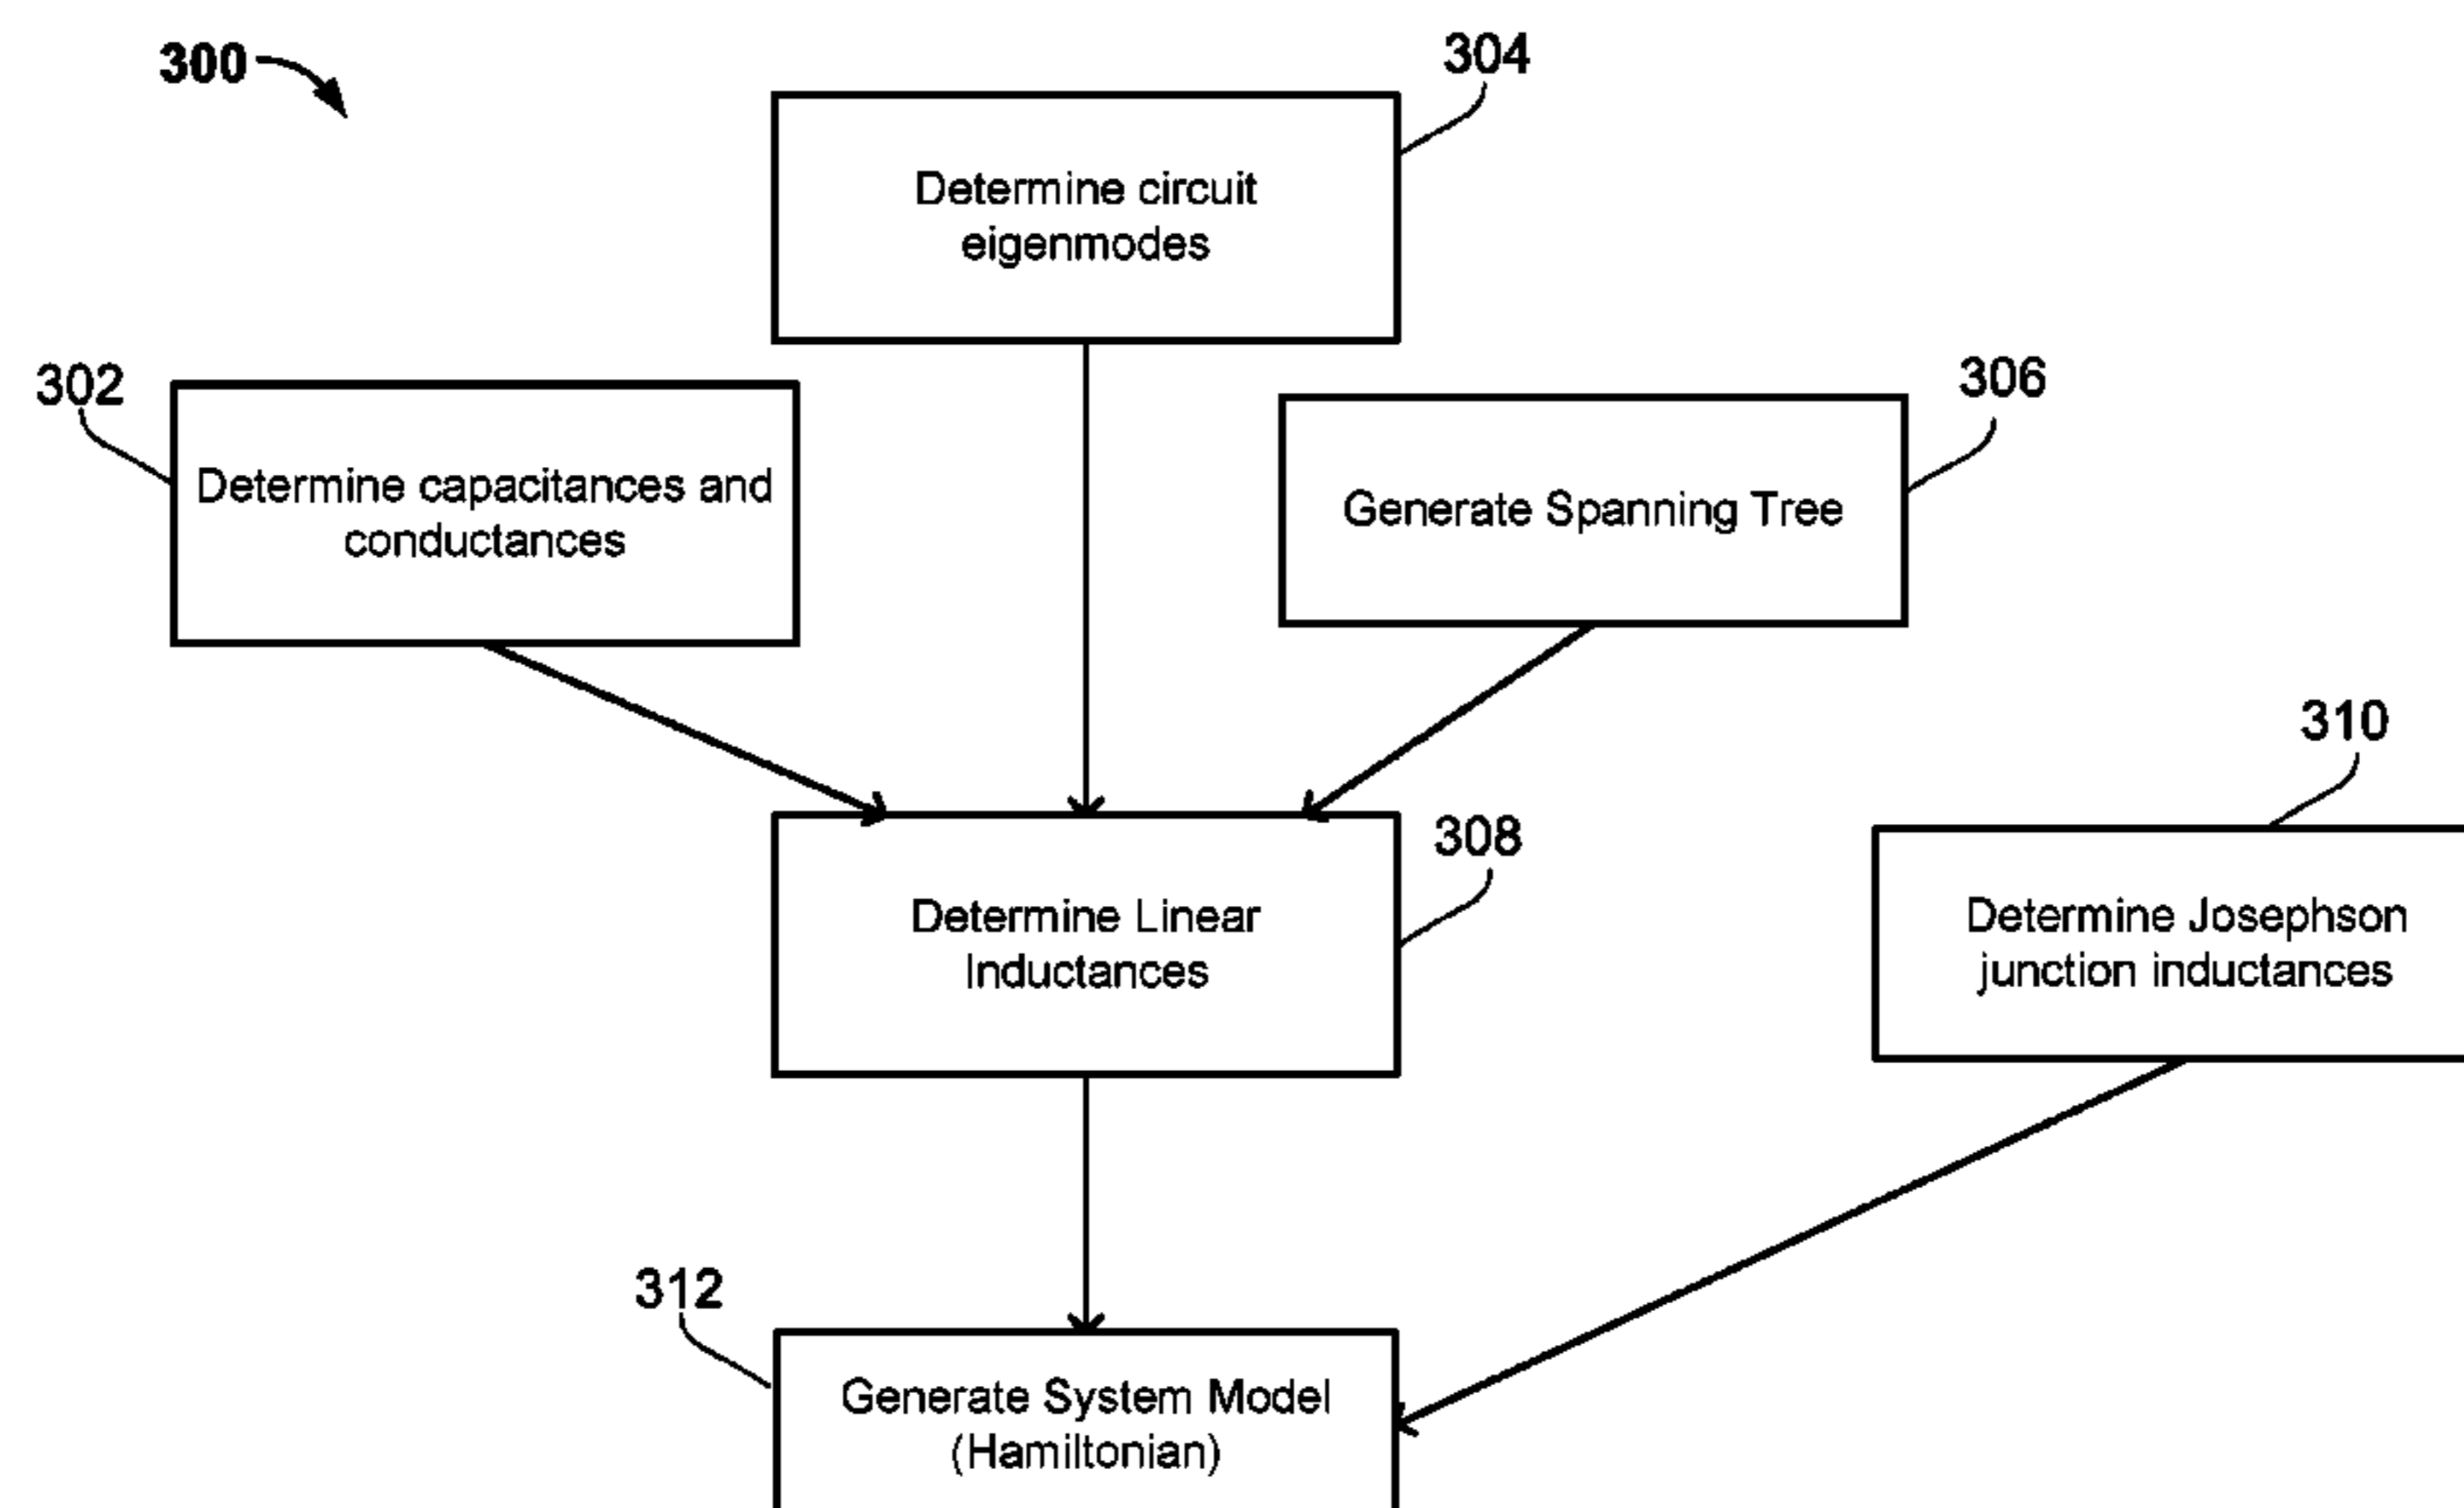 300
304
Determine circuit
eigenmodes
302
306
Determine capacitances and
conductances
Generate Spanning Tree
310
308
Determine Linear
Inductances
Determine Josephson
junction inductances
312
Generate System Model
(Hamiltonian)